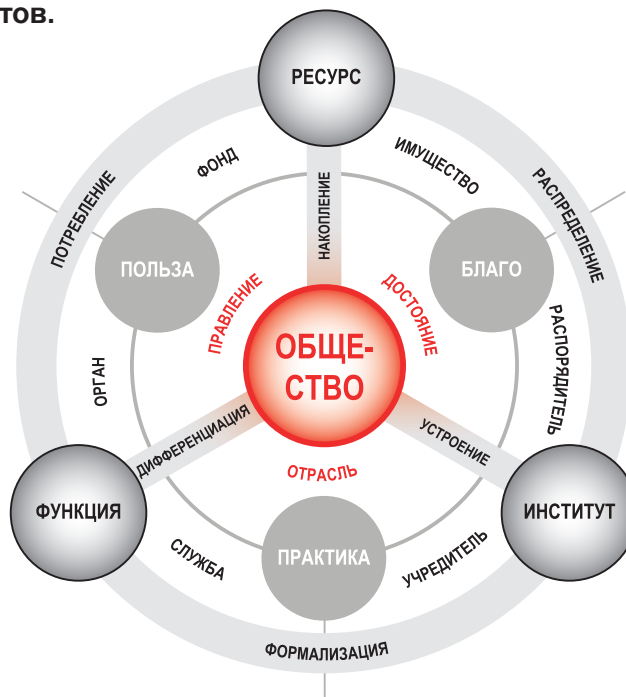 тов.
РЕСУРС
ФОНД
ИМУЩЕСТВО
ПОТРЕБЛЕНИЕ
НАКОПЛЕНИЕ
РАСПРЕДЕЛЕНИЕ
ПОЛЬЗА
БЛАГО
ПРАВЛЕНИЕ
ДОСТОЯНИЕ
ОБЩЕ-
СТВО
ОРГАН
РАСПОРЯДИТЕЛЬ
ДИФФЕРЕНЦИАЦИЯ
УСТРОЕНИЕ
ОТРАСЛЬ
ФУНКЦИЯ
ИНСТИТУТ
СЛУЖБА
ПРАКТИКА
УЧРЕДИТЕЛЬ
ФОРМАЛИЗАЦИЯ